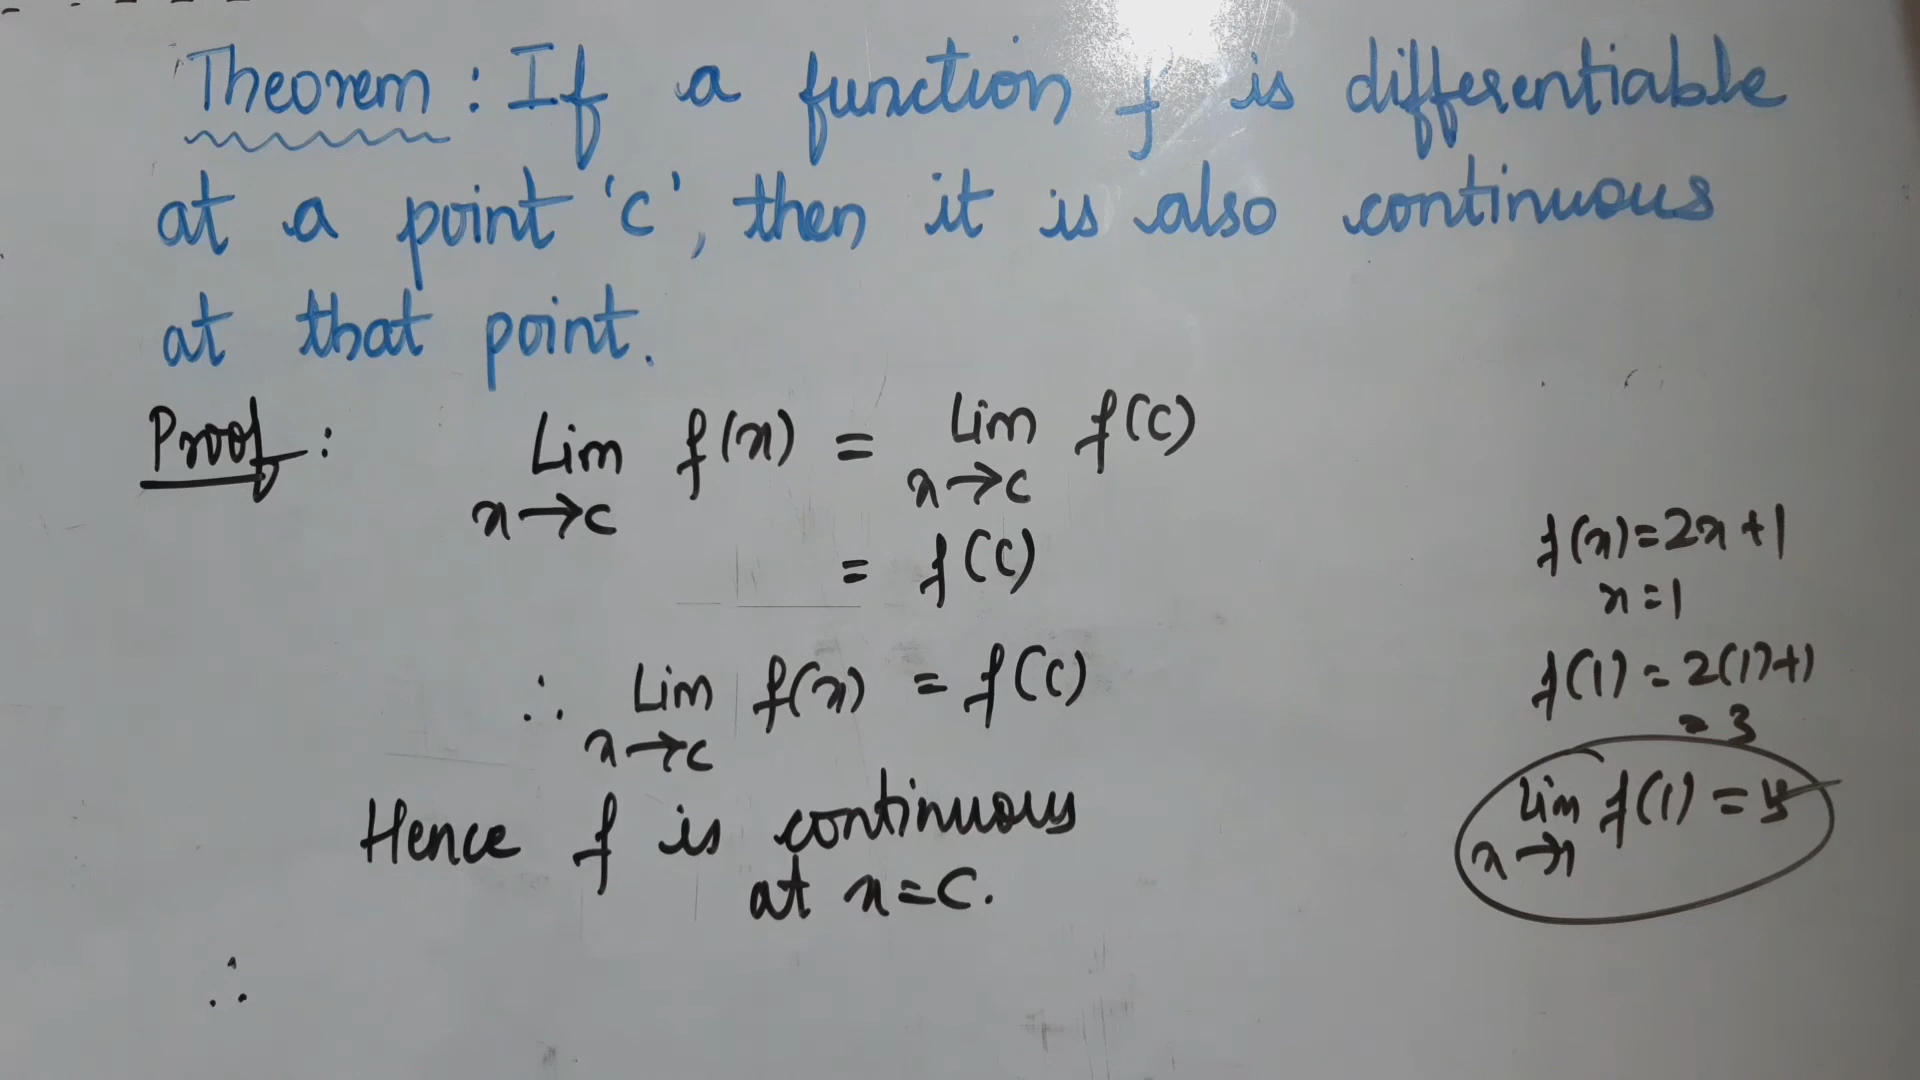 Theorem : If a function f is differentiable
at a point 'c', then it is also continuous
at that point.
Proof :
Lim f(x) = Lim f(c)
x→c x→c
= f(c)
∴ Lim f(x) = f(c)
x→c
Hence f is continuous
at x=c.
∴
f(x)=2x+1
x=1
f(1)=2(1)+1
=3
Lim f(1) =
x→1